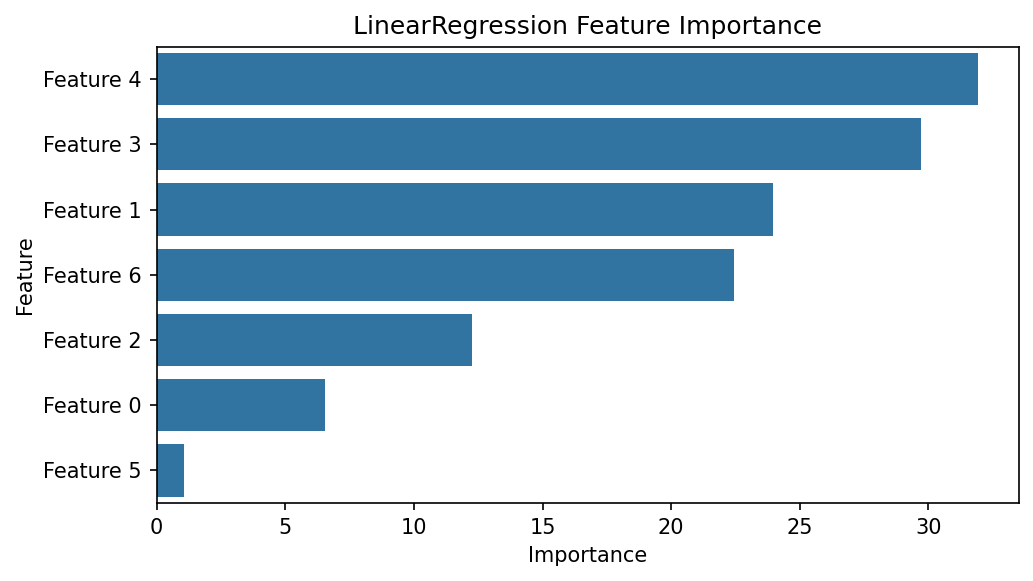 LinearRegression Feature Importance
Feature 4
Feature 3
Feature 1
Feature 6
Feature 2
Feature 0
Feature 5
Feature
0 5 10 15 20 25 30
Importance